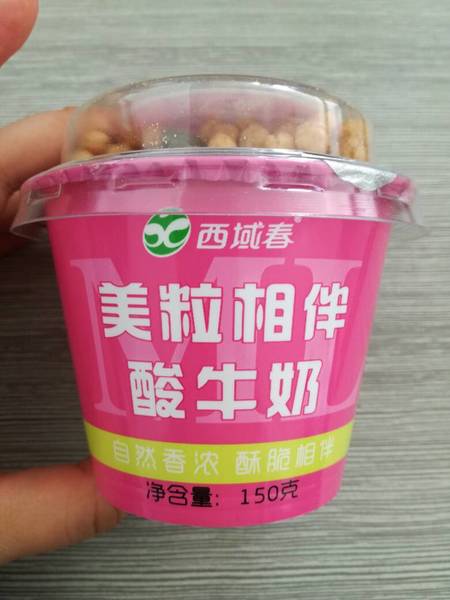 西域春®
美粒相伴
酸牛奶
自然香浓 酥脆相伴
净含量: 150克